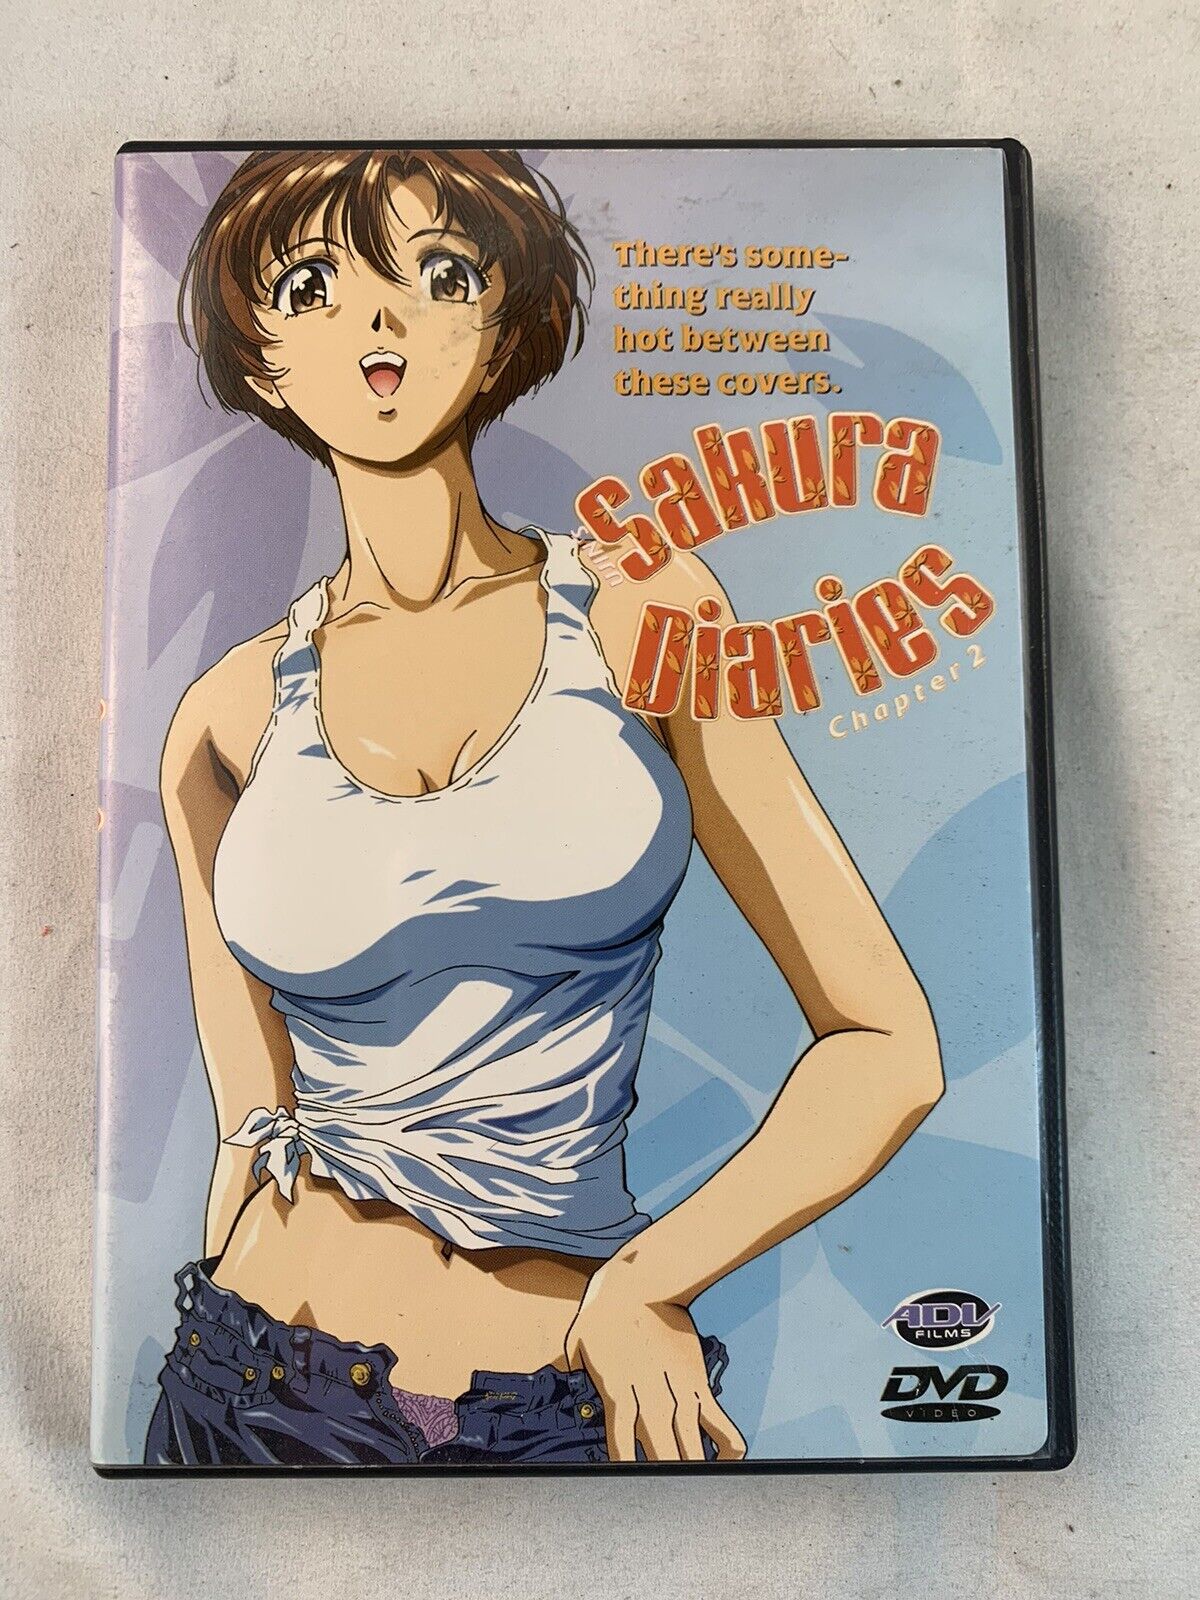 There's some-
thing really
hot between
these covers.
Sakura
Diaries
Chapter 2
ADV
FILMS
DVD
VIDEO